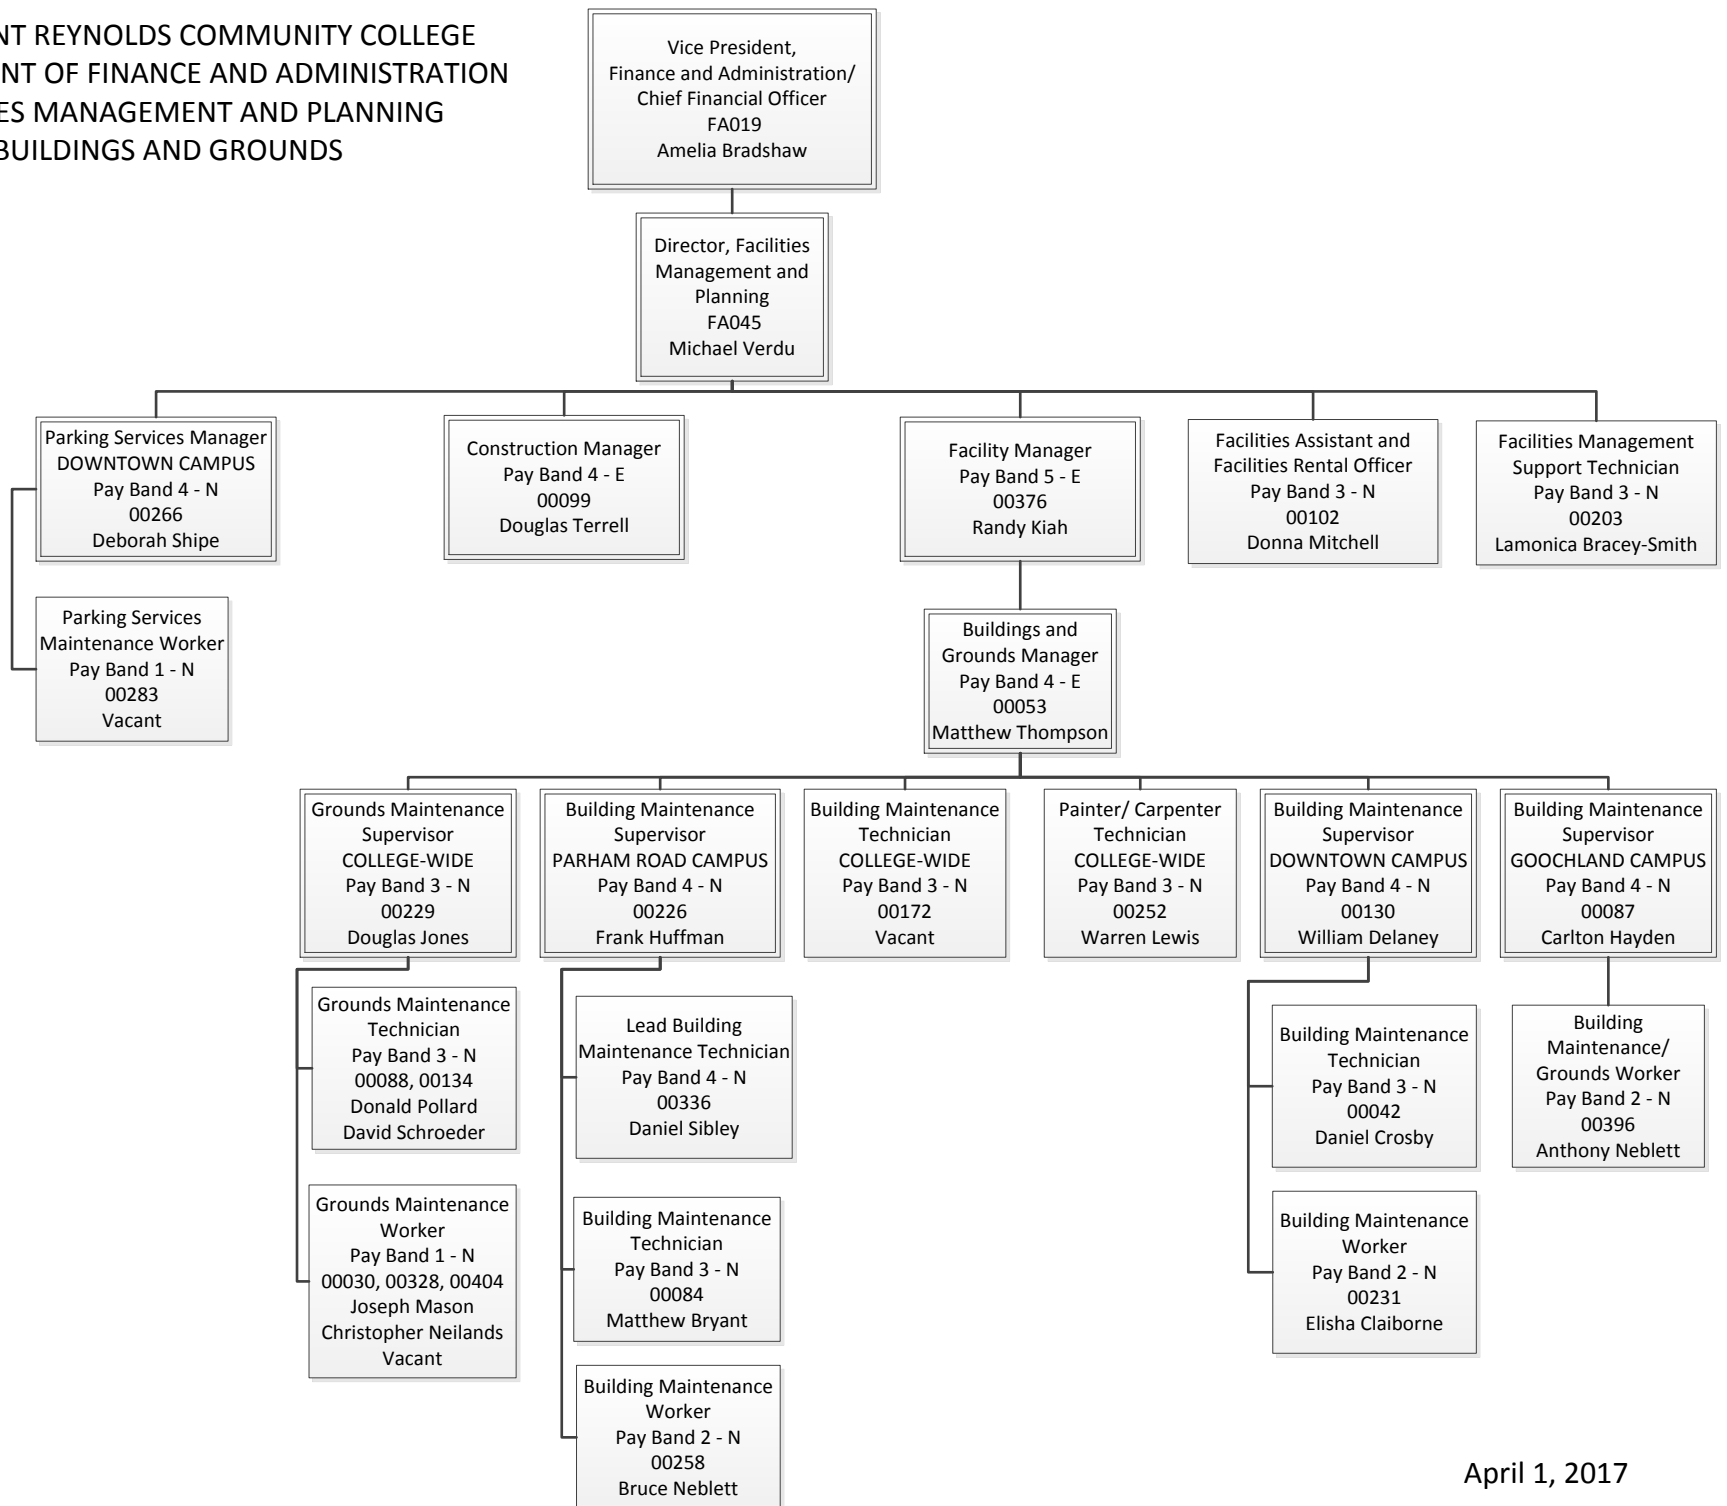 NT REYNOLDS COMMUNITY COLLEGE
NT OF FINANCE AND ADMINISTRATION
ES MANAGEMENT AND PLANNING
BUILDINGS AND GROUNDS
Vice President,
Finance and Administration/
Chief Financial Officer
FA019
Amelia Bradshaw
Director, Facilities
Management and
Planning
FA045
Michael Verdu
Parking Services Manager
DOWNTOWN CAMPUS
Pay Band 4 - N
00266
Deborah Shipe
Construction Manager
Pay Band 4 - E
00099
Douglas Terrell
Facility Manager
Pay Band 5 - E
00376
Randy Kiah
Facilities Assistant and
Facilities Rental Officer
Pay Band 3 - N
00102
Donna Mitchell
Facilities Management
Support Technician
Pay Band 3 - N
00203
Lamonica Bracey-Smith
Parking Services
Maintenance Worker
Pay Band 1 - N
00283
Vacant
Buildings and
Grounds Manager
Pay Band 4 - E
00053
Matthew Thompson
Grounds Maintenance
Supervisor
COLLEGE-WIDE
Pay Band 3 - N
00229
Douglas Jones
Building Maintenance
Supervisor
PARHAM ROAD CAMPUS
Pay Band 4 - N
00226
Frank Huffman
Building Maintenance
Technician
COLLEGE-WIDE
Pay Band 3 - N
00172
Vacant
Painter/ Carpenter
Technician
COLLEGE-WIDE
Pay Band 3 - N
00252
Warren Lewis
Building Maintenance
Supervisor
DOWNTOWN CAMPUS
Pay Band 4 - N
00130
William Delaney
Building Maintenance
Supervisor
GOOCHLAND CAMPUS
Pay Band 4 - N
00087
Carlton Hayden
Grounds Maintenance
Technician
Pay Band 3 - N
00088, 00134
Donald Pollard
David Schroeder
Lead Building
Maintenance Technician
Pay Band 4 - N
00336
Daniel Sibley
Building Maintenance
Technician
Pay Band 3 - N
00042
Daniel Crosby
Building
Maintenance/
Grounds Worker
Pay Band 2 - N
00396
Anthony Neblett
Grounds Maintenance
Worker
Pay Band 1 - N
00030, 00328, 00404
Joseph Mason
Christopher Neilands
Vacant
Building Maintenance
Technician
Pay Band 3 - N
00084
Matthew Bryant
Building Maintenance
Worker
Pay Band 2 - N
00231
Elisha Claiborne
Building Maintenance
Worker
Pay Band 2 - N
00258
Bruce Neblett
April 1, 2017